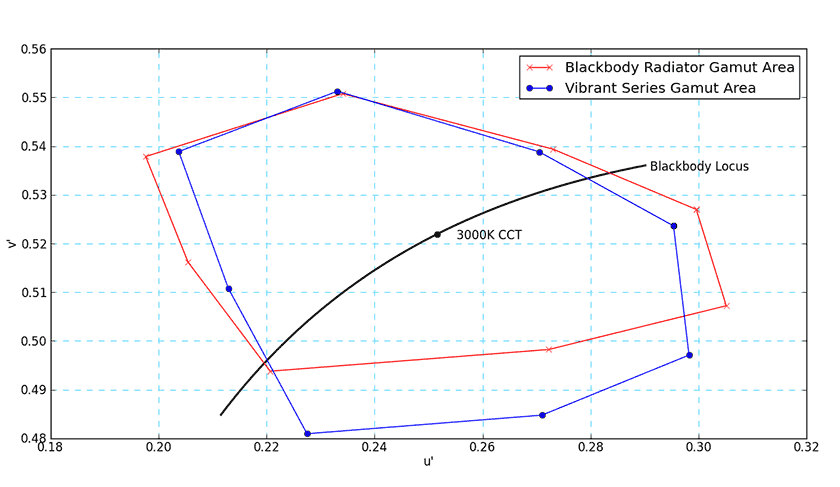 0.56
Blackbody Radiator Gamut Area
Vibrant Series Gamut Area
0.55
0.54
Blackbody Locus
0.53
3000K CCT
0.52
v'
0.51
0.50
0.49
0.48
0.18
0.20
0.22
0.24
0.26
0.28
0.30
0.32
u'